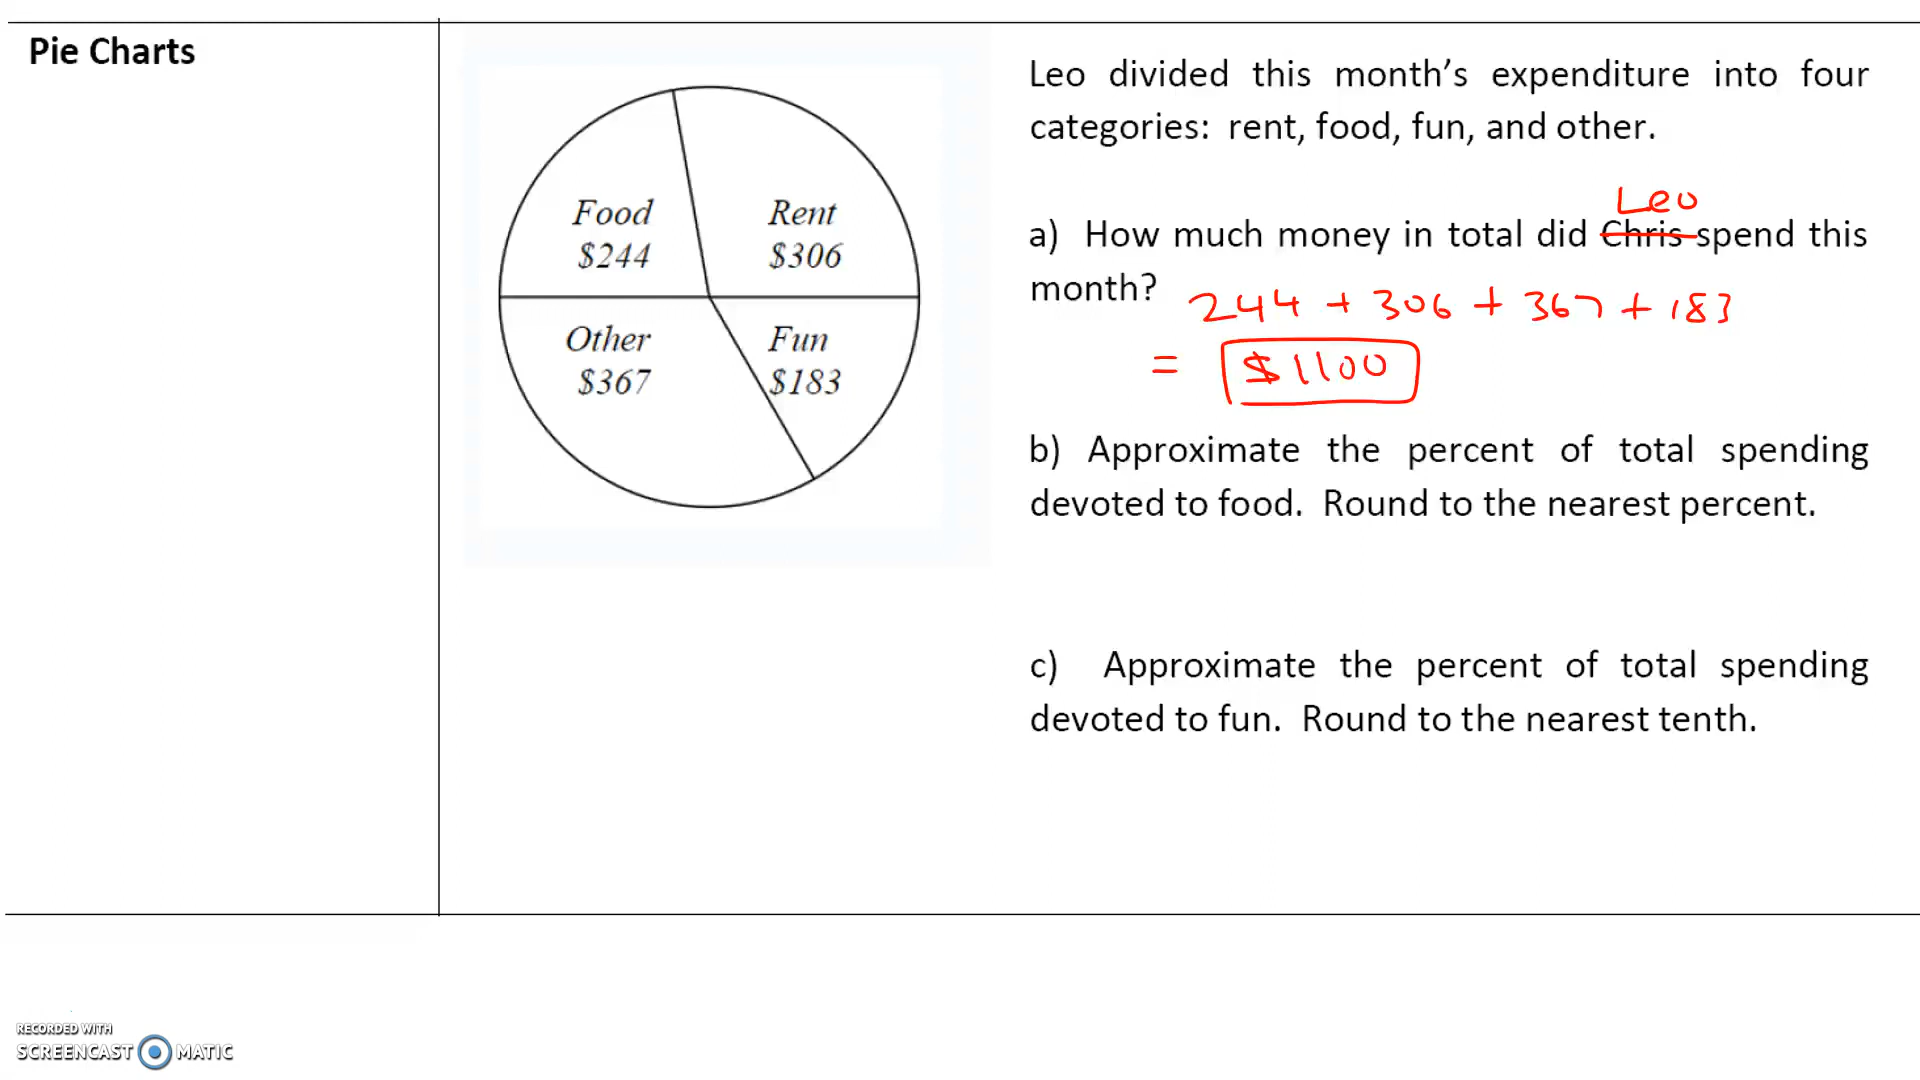 Pie Charts
Food
$244
Rent
$306
Other
$367
Fun
$183
Leo divided this month’s expenditure into four
categories: rent, food, fun, and other.
Leo
a) How much money in total did Chris spend this
month?
244 + 306 + 367 + 183
= $1100
b) Approximate the percent of total spending
devoted to food. Round to the nearest percent.
c) Approximate the percent of total spending
devoted to fun. Round to the nearest tenth.
RECORDED WITH
SCREENCAST MATIC